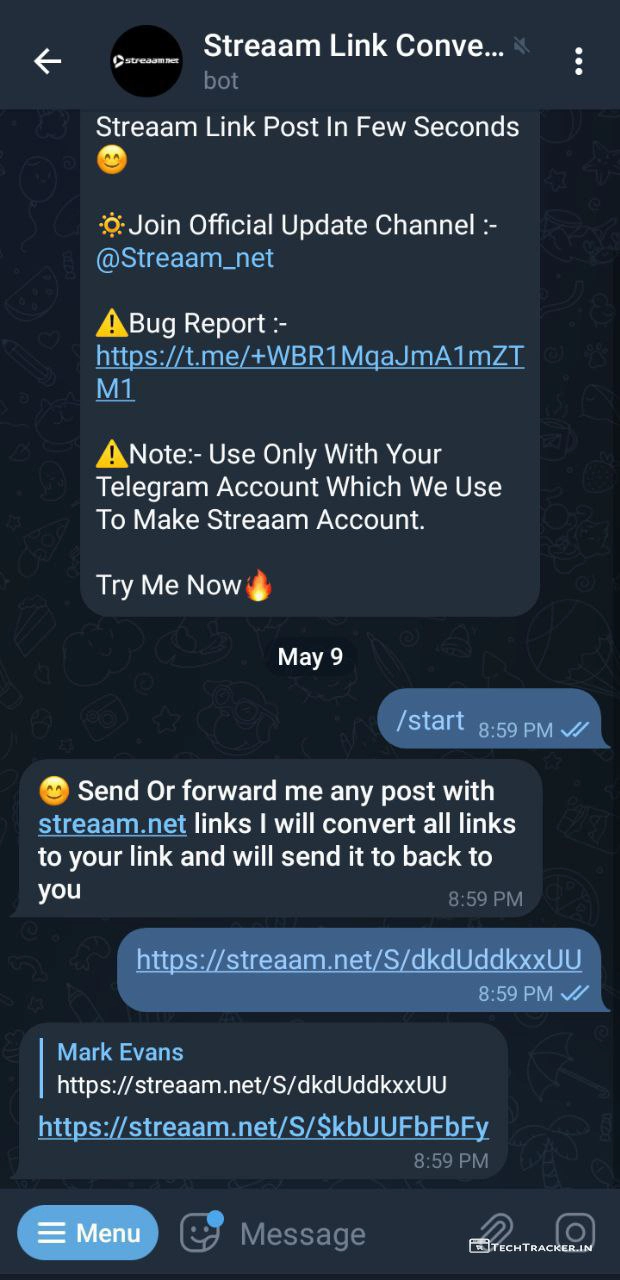 streaamnet
Streaam Link Conve...
bot
Streaam Link Post In Few Seconds
😊
🔅Join Official Update Channel :-
@Streaam_net
⚠️Bug Report :-
https://t.me/+WBR1MqaJmA1mZT
M1
⚠️Note:- Use Only With Your
Telegram Account Which We Use
To Make Streaam Account.
Try Me Now🔥
May 9
/start 8:59 PM
😊 Send Or forward me any post with
streaam.net links I will convert all links
to your link and will send it to back to
you 8:59 PM
https://streaam.net/S/dkdUddkxxUU
8:59 PM
Mark Evans
https://streaam.net/S/dkdUddkxxUU
https://streaam.net/S/$kbUUFbFbFy
8:59 PM
Menu Message
TECHTRACKER.IN